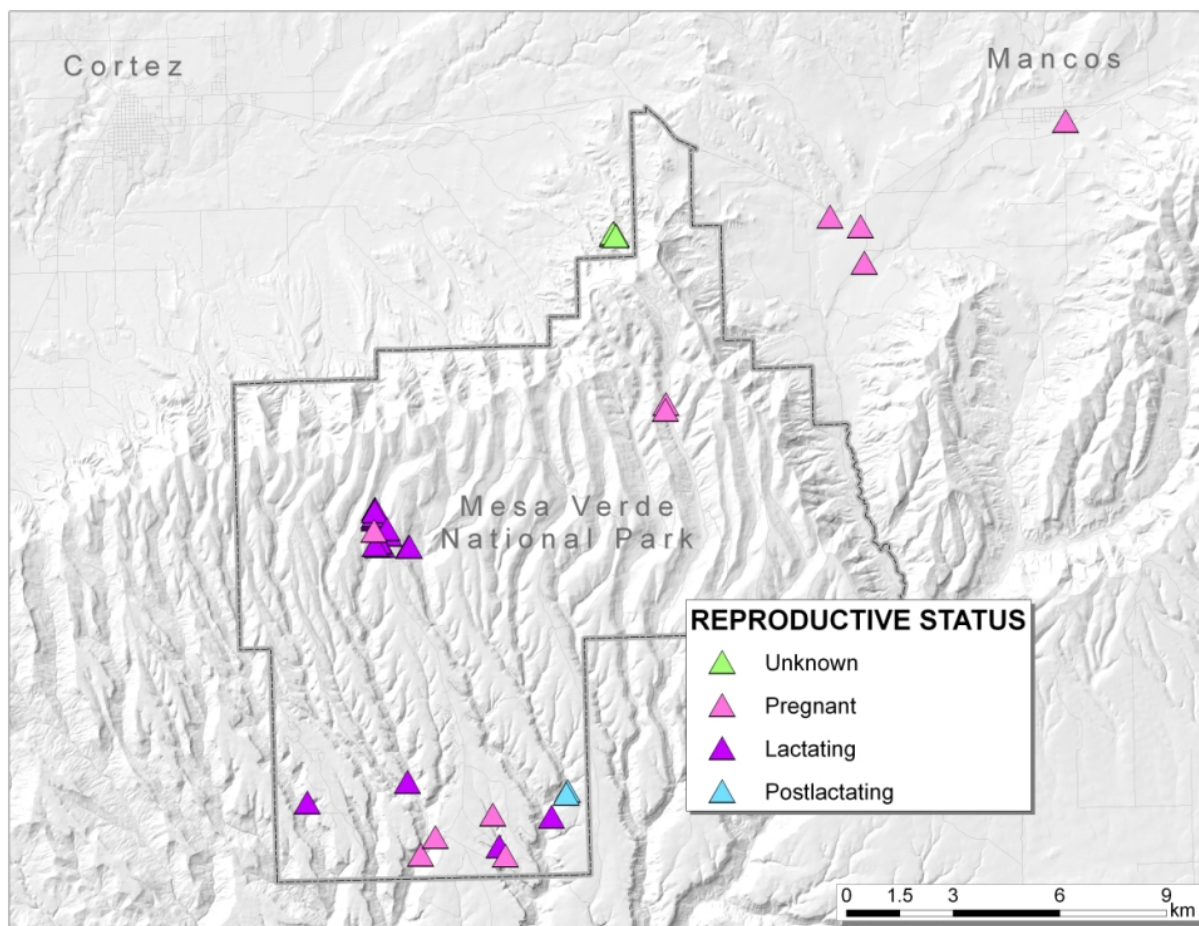 Cortez
Mancos
Mesa Verde
National Park
REPRODUCTIVE STATUS
Unknown
Pregnant
Lactating
Postlactating
0 1.5 3 6 9
km